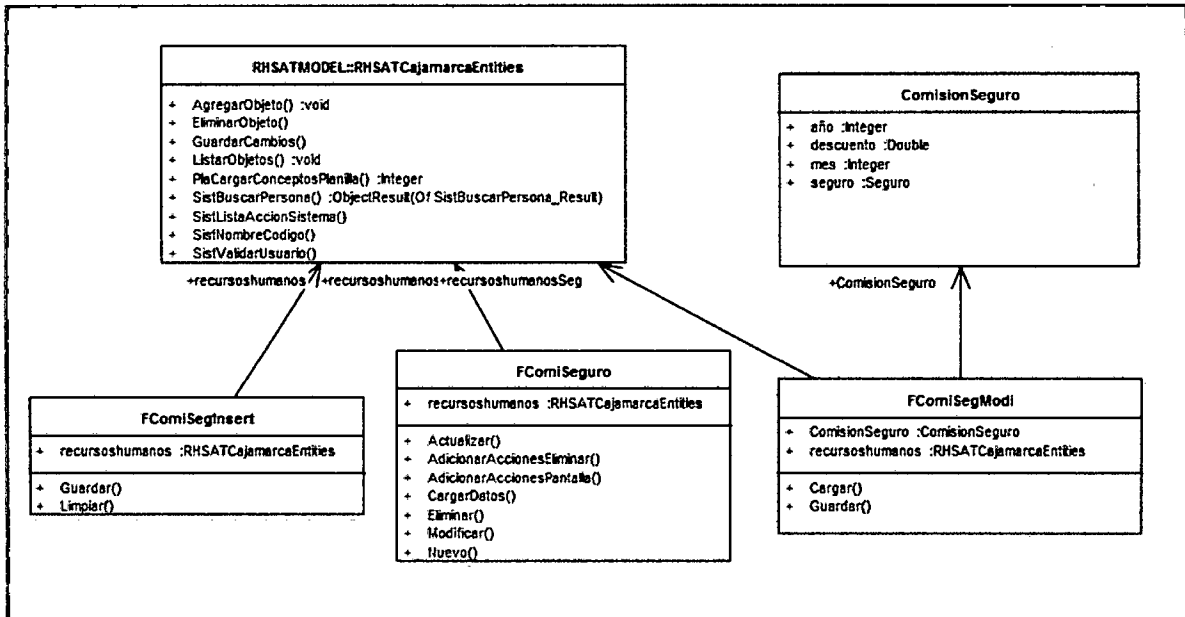 RHSATMODEL::RHSATCajamarcaEntities
+ AgregarObjeto() :void
+ EliminarObjeto()
+ GuardarCambios()
+ ListarObjetos() :void
+ PlaCargarConceptosPlanilla() :Integer
+ SistBuscarPersona() :ObjectResult(Of SistBuscarPersona_Result)
+ SistListaAccionSistema()
+ SistNombreCodigo()
+ SistValidarUsuario()
ComisionSeguro
+ año :Integer
+ descuento :Double
+ mes :Integer
+ seguro :Seguro
+recursoshumanos +recursoshumanos+recursoshumanosSeg
+ComisionSeguro
FComiSegInsert
+ recursoshumanos :RHSATCajamarcaEntities
+ Guardar()
+ Limpiar()
FComiSeguro
+ recursoshumanos :RHSATCajamarcaEntities
+ Actualizar()
+ AdicionarAccionesEliminar()
+ AdicionarAccionesPantalla()
+ CargarDatos()
+ Eliminar()
+ Modificar()
+ Nuevo()
FComiSegModi
+ ComisionSeguro :ComisionSeguro
+ recursoshumanos :RHSATCajamarcaEntities
+ Cargar()
+ Guardar()